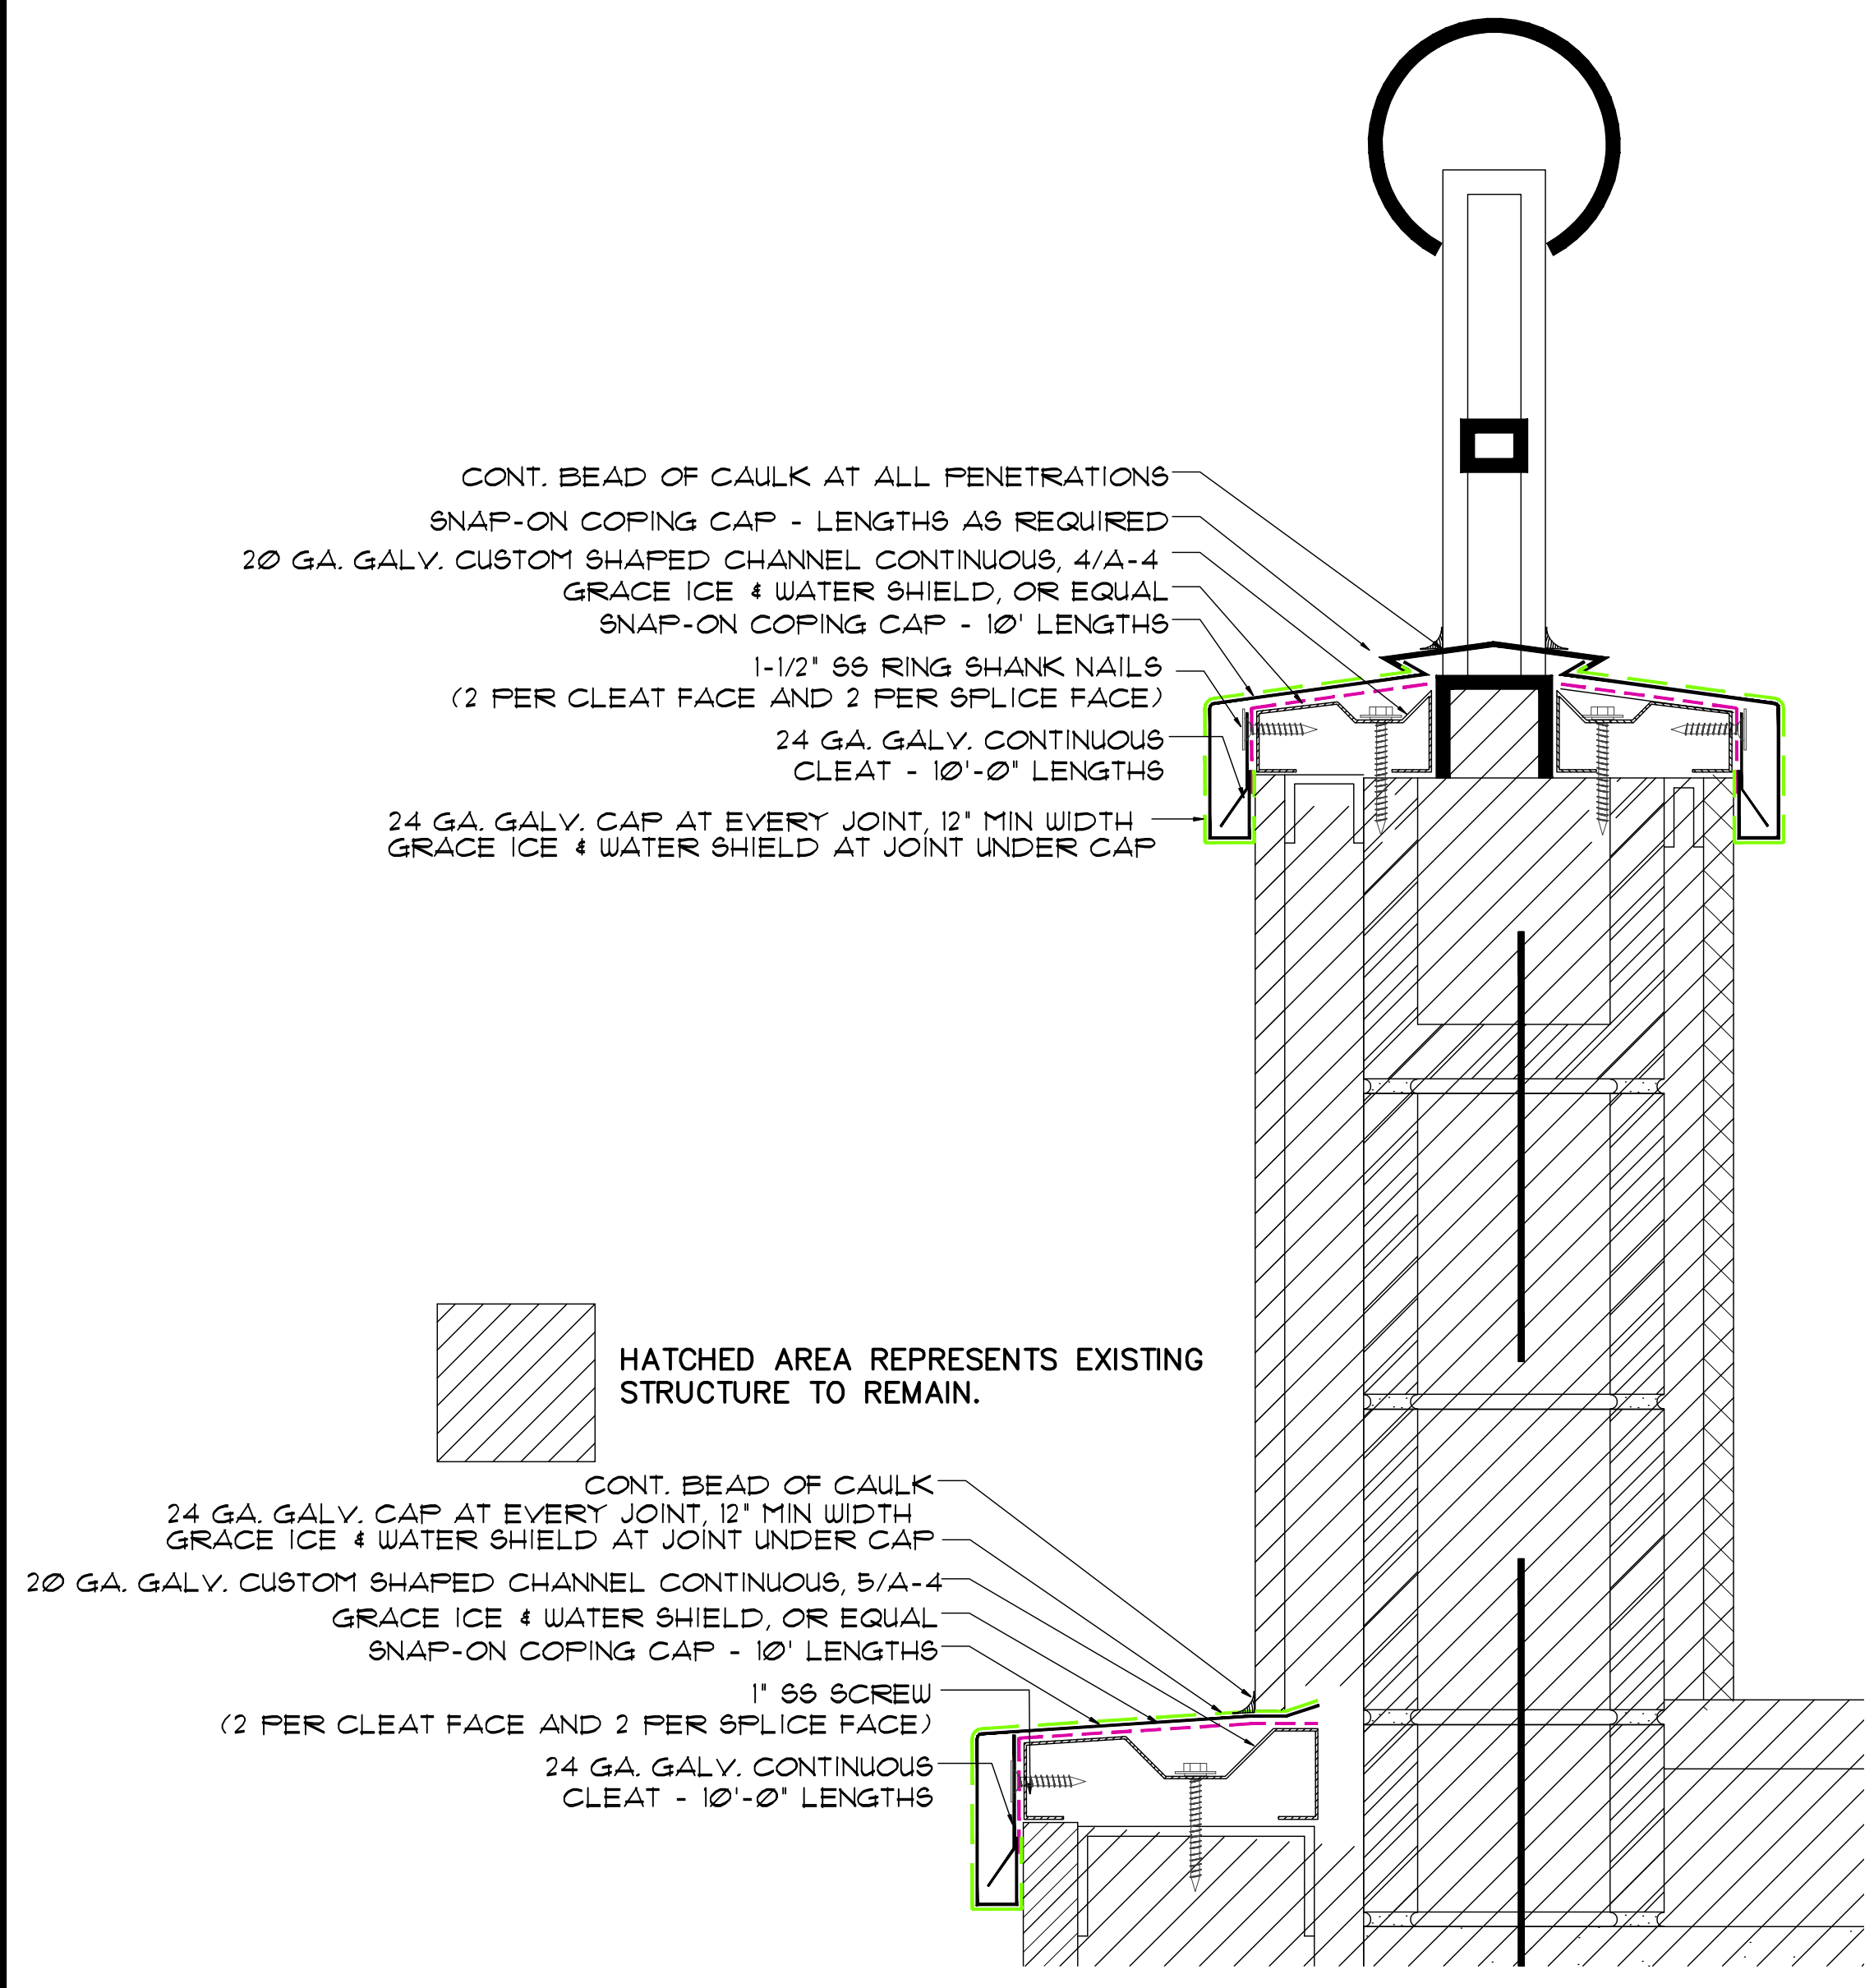 CONT. BEAD OF CAULK AT ALL PENETRATIONS
SNAP-ON COPING CAP - LENGTHS AS REQUIRED
20 GA. GALV. CUSTOM SHAPED CHANNEL CONTINUOUS, 4/A-4
GRACE ICE & WATER SHIELD, OR EQUAL
SNAP-ON COPING CAP - 10' LENGTHS
1-1/2" SS RING SHANK NAILS
(2 PER CLEAT FACE AND 2 PER SPLICE FACE)
24 GA. GALV. CONTINUOUS
CLEAT - 10'-0" LENGTHS
24 GA. GALV. CAP AT EVERY JOINT, 12" MIN WIDTH
GRACE ICE & WATER SHIELD AT JOINT UNDER CAP
HATCHED AREA REPRESENTS EXISTING
STRUCTURE TO REMAIN.
CONT. BEAD OF CAULK
24 GA. GALV. CAP AT EVERY JOINT, 12" MIN WIDTH
GRACE ICE & WATER SHIELD AT JOINT UNDER CAP
20 GA. GALV. CUSTOM SHAPED CHANNEL CONTINUOUS, 5/A-4
GRACE ICE & WATER SHIELD, OR EQUAL
SNAP-ON COPING CAP - 10' LENGTHS
1" SS SCREW
(2 PER CLEAT FACE AND 2 PER SPLICE FACE)
24 GA. GALV. CONTINUOUS
CLEAT - 10'-0" LENGTHS